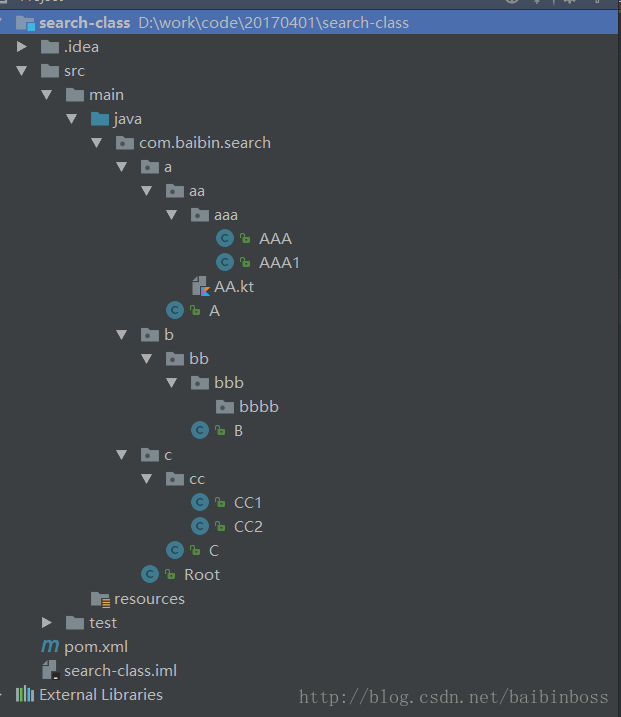 search-class D:\work\code\20170401\search-class
.idea
src
main
java
com.baibin.search
a
aa
aaa
AAA
AAA1
AA.kt
A
b
bb
bbb
bbbb
B
c
cc
CC1
CC2
C
Root
resources
test
pom.xml
search-class.iml
External Libraries
http://blog.csdn.net/baibinboss